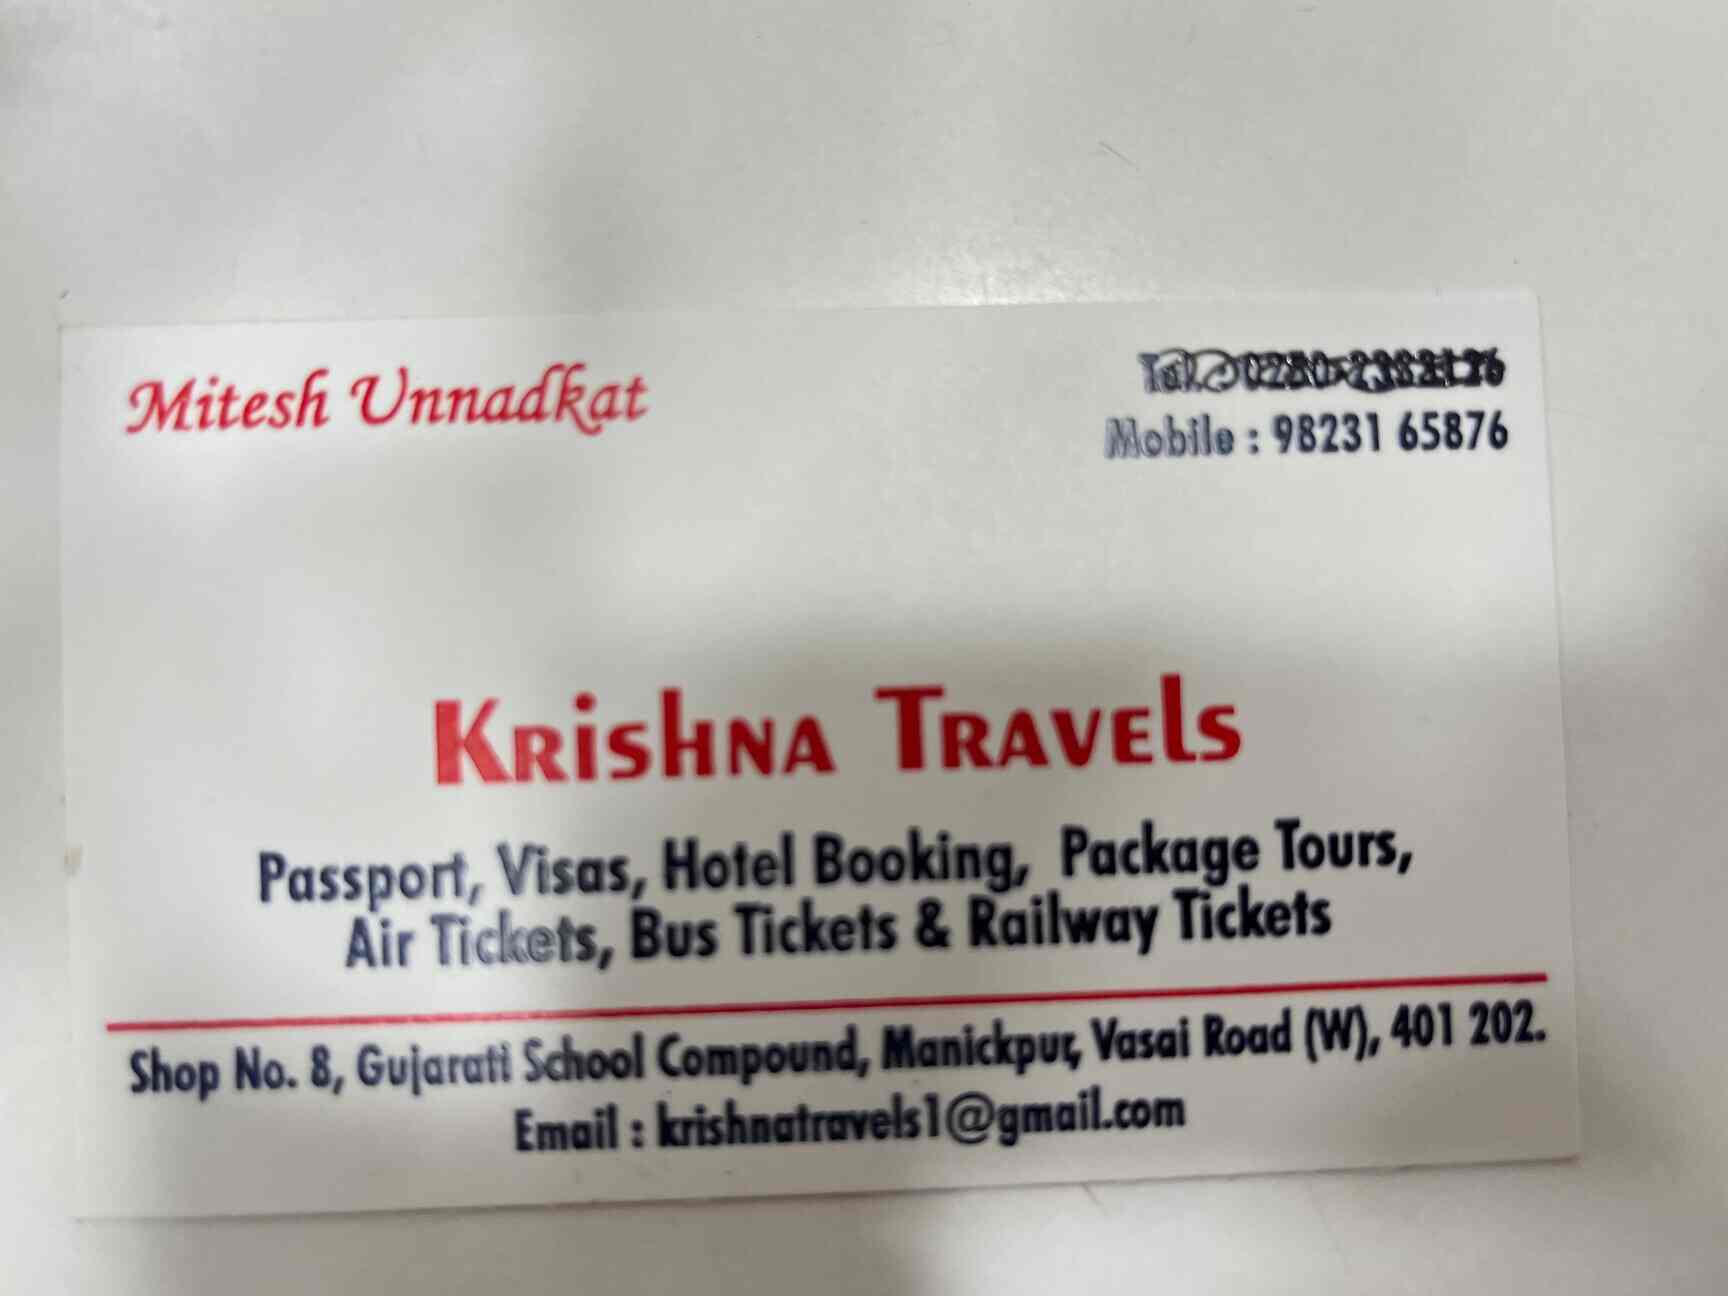 Mitesh Unnadkat
Mobile : 98231 65876
Krishna Travels
Passport, Visas, Hotel Booking, Package Tours,
Air Tickets, Bus Tickets & Railway Tickets
Shop No. 8, Gujarati School Compound, Manickpur, Vasai Road (W), 401 202.
Email : krishnatravels1@gmail.com